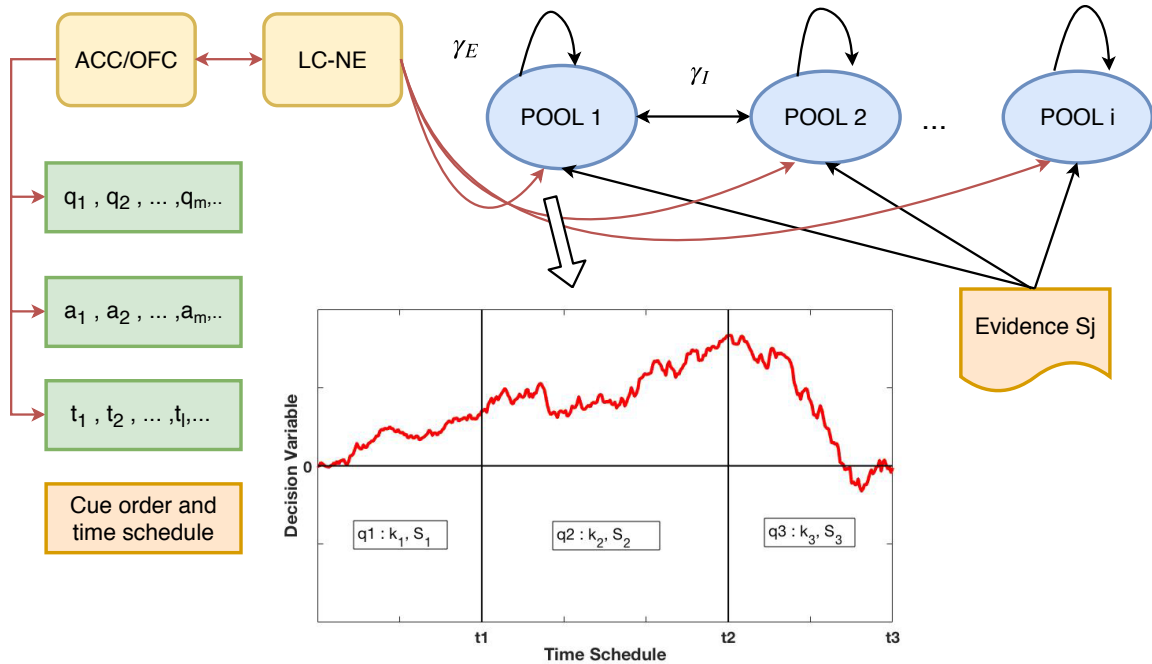 ACC/OFC
LC-NE
γE
POOL 1
γI
POOL 2
...
POOL i
q1 , q2 , ... ,qm,..
a1 , a2 , ... ,am,..
t1 , t2 , ... ,tl,...
Cue order and
time schedule
Evidence Sj
Decision Variable
0
q1 : k1, S1
q2 : k2, S2
q3 : k3, S3
t1
t2
t3
Time Schedule